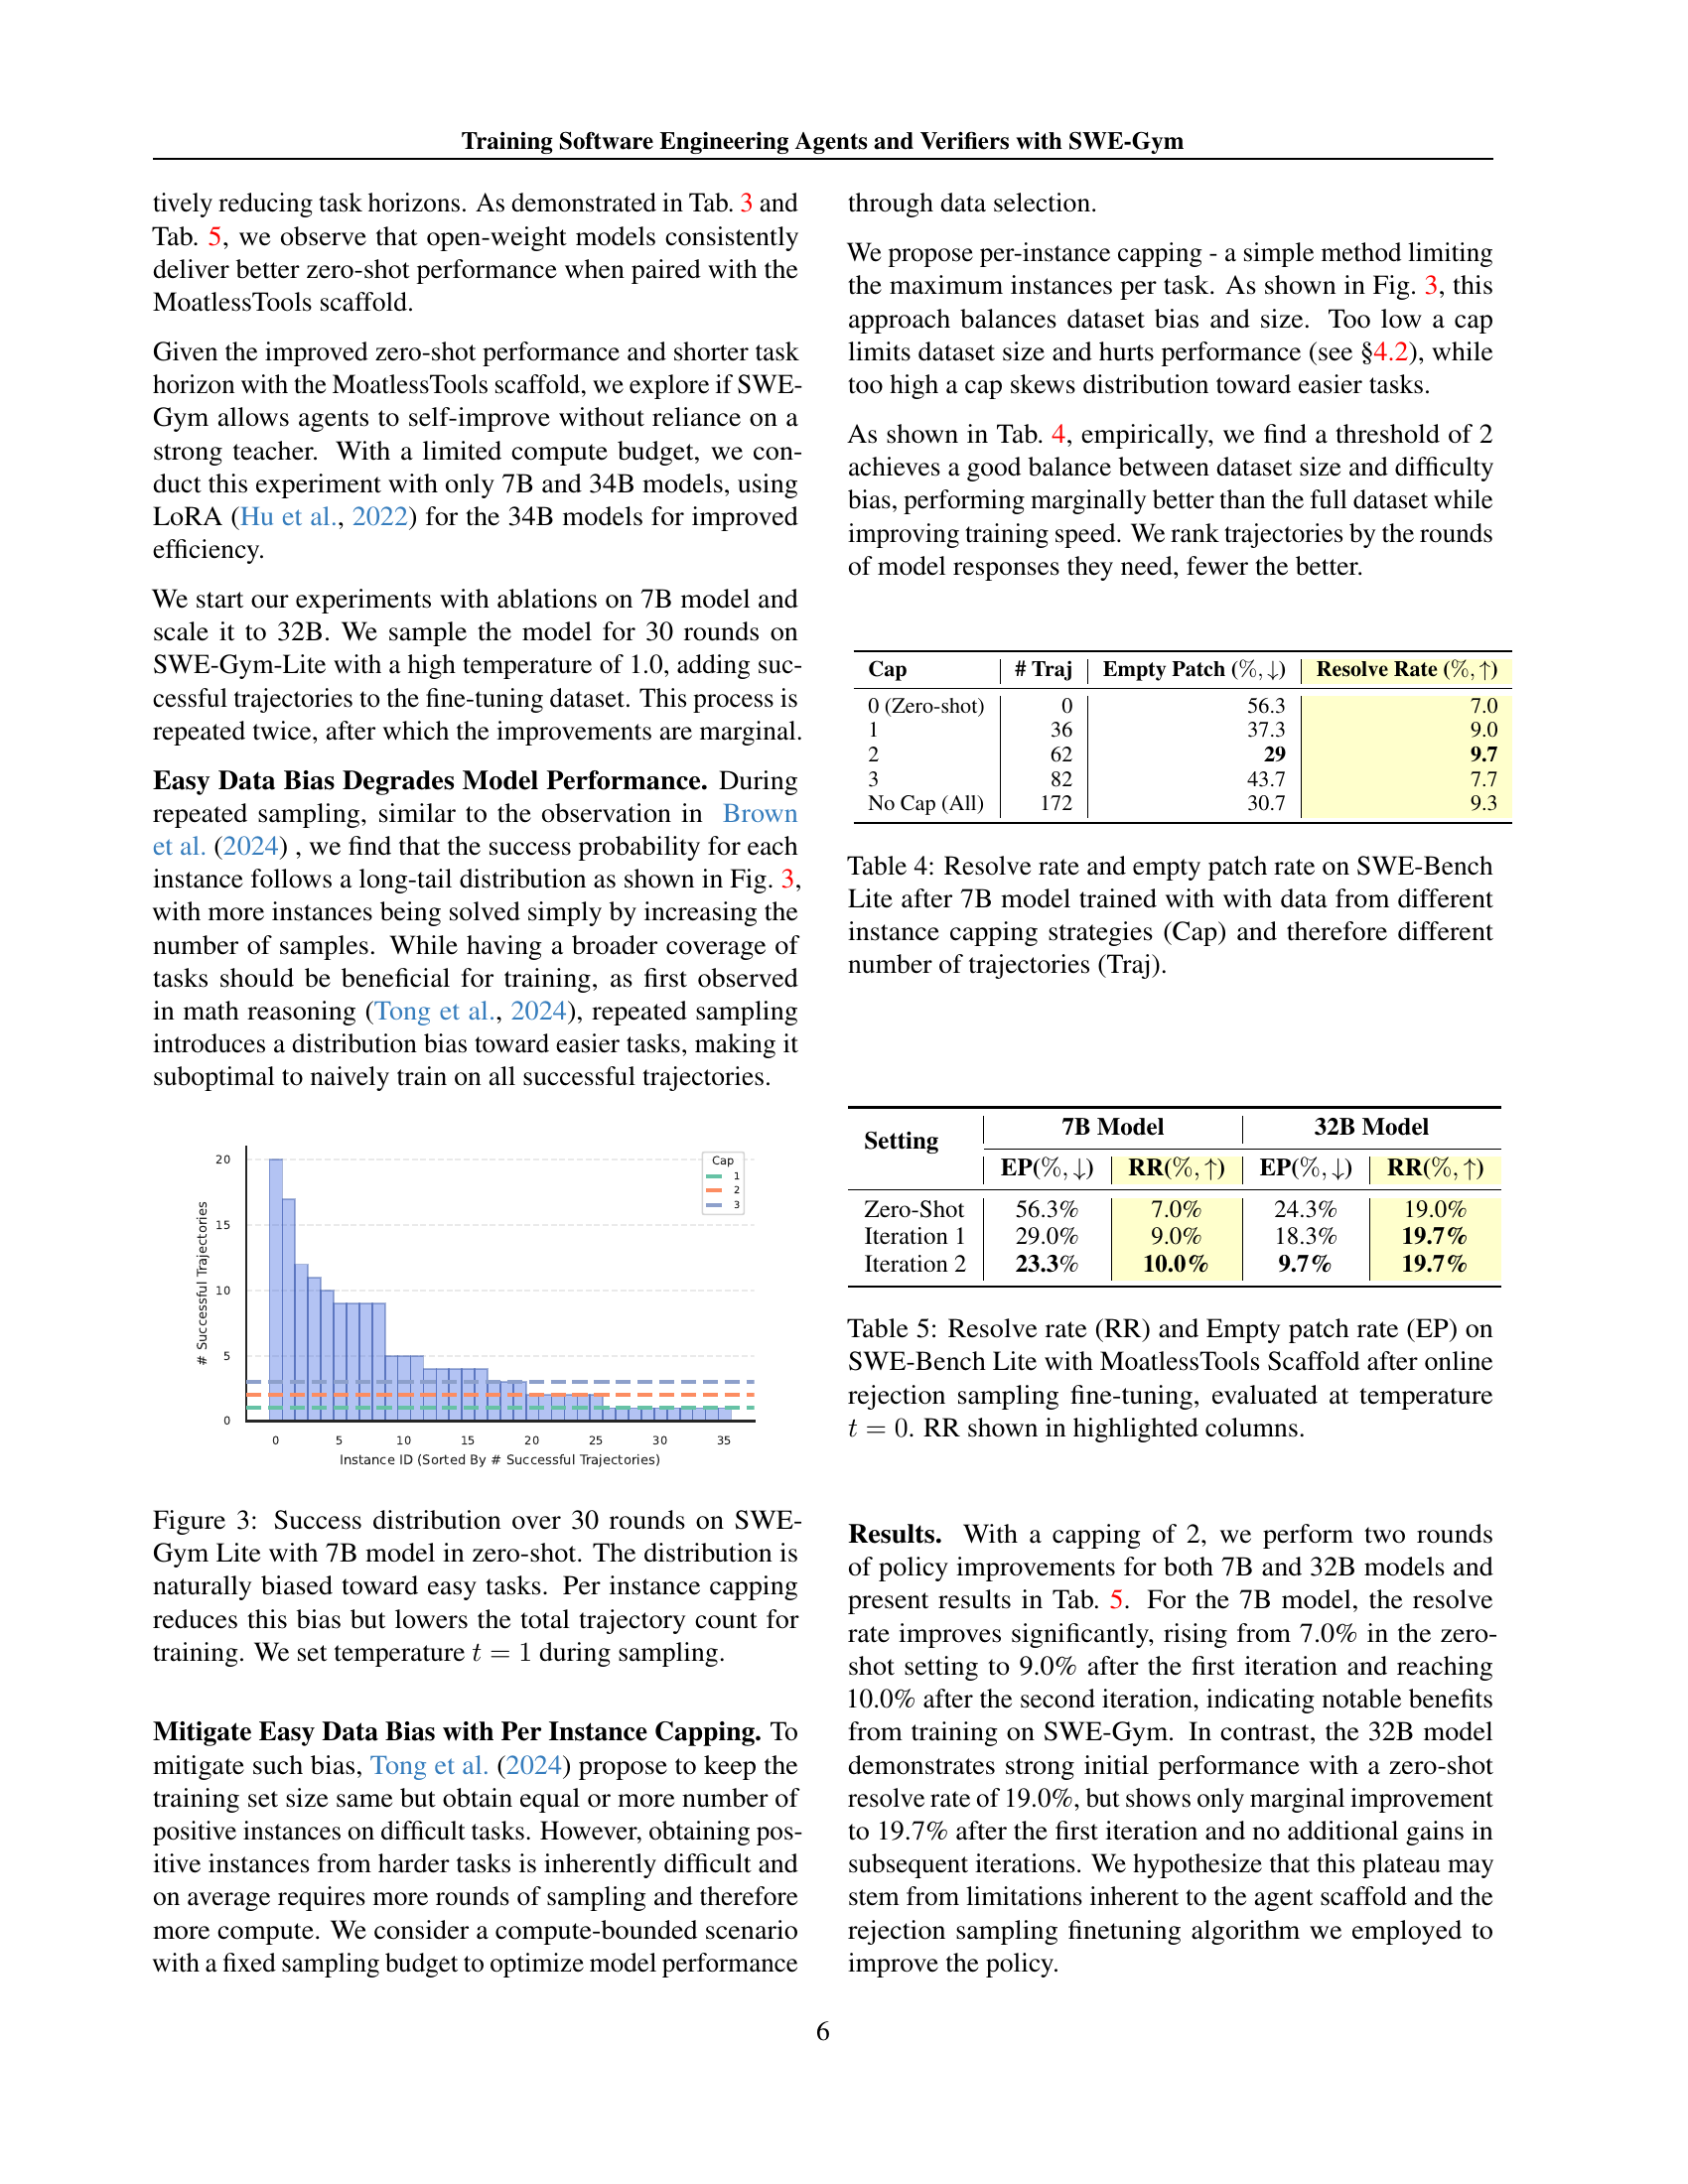 Training Software Engineering Agents and Verifiers with SWE-Gym
tively reducing task horizons. As demonstrated in Tab. 3 and
Tab. 5, we observe that open-weight models consistently
deliver better zero-shot performance when paired with the
MoatlessTools scaffold.
Given the improved zero-shot performance and shorter task
horizon with the MoatlessTools scaffold, we explore if SWE-
Gym allows agents to self-improve without reliance on a
strong teacher. With a limited compute budget, we con-
duct this experiment with only 7B and 34B models, using
LoRA (Hu et al., 2022) for the 34B models for improved
efficiency.
We start our experiments with ablations on 7B model and
scale it to 32B. We sample the model for 30 rounds on
SWE-Gym-Lite with a high temperature of 1.0, adding suc-
cessful trajectories to the fine-tuning dataset. This process is
repeated twice, after which the improvements are marginal.
Easy Data Bias Degrades Model Performance. During
repeated sampling, similar to the observation in Brown
et al. (2024) , we find that the success probability for each
instance follows a long-tail distribution as shown in Fig. 3,
with more instances being solved simply by increasing the
number of samples. While having a broader coverage of
tasks should be beneficial for training, as first observed
in math reasoning (Tong et al., 2024), repeated sampling
introduces a distribution bias toward easier tasks, making it
suboptimal to naively train on all successful trajectories.
# Successful Trajectories
20
15
10
5
0
Cap
1
2
3
0 5 10 15 20 25 30 35
Instance ID (Sorted By # Successful Trajectories)
Figure 3: Success distribution over 30 rounds on SWE-
Gym Lite with 7B model in zero-shot. The distribution is
naturally biased toward easy tasks. Per instance capping
reduces this bias but lowers the total trajectory count for
training. We set temperature t = 1 during sampling.
Mitigate Easy Data Bias with Per Instance Capping. To
mitigate such bias, Tong et al. (2024) propose to keep the
training set size same but obtain equal or more number of
positive instances on difficult tasks. However, obtaining pos-
itive instances from harder tasks is inherently difficult and
on average requires more rounds of sampling and therefore
more compute. We consider a compute-bounded scenario
with a fixed sampling budget to optimize model performance
through data selection.
We propose per-instance capping - a simple method limiting
the maximum instances per task. As shown in Fig. 3, this
approach balances dataset bias and size. Too low a cap
limits dataset size and hurts performance (see §4.2), while
too high a cap skews distribution toward easier tasks.
As shown in Tab. 4, empirically, we find a threshold of 2
achieves a good balance between dataset size and difficulty
bias, performing marginally better than the full dataset while
improving training speed. We rank trajectories by the rounds
of model responses they need, fewer the better.
Cap # Traj Empty Patch (%, ↓) Resolve Rate (%, ↑)
0 (Zero-shot) 0 56.3 7.0
1 36 37.3 9.0
2 62 29 9.7
3 82 43.7 7.7
No Cap (All) 172 30.7 9.3
Table 4: Resolve rate and empty patch rate on SWE-Bench
Lite after 7B model trained with with data from different
instance capping strategies (Cap) and therefore different
number of trajectories (Traj).
Setting 7B Model 32B Model
EP(%, ↓) RR(%, ↑) EP(%, ↓) RR(%, ↑)
Zero-Shot 56.3% 7.0% 24.3% 19.0%
Iteration 1 29.0% 9.0% 18.3% 19.7%
Iteration 2 23.3% 10.0% 9.7% 19.7%
Table 5: Resolve rate (RR) and Empty patch rate (EP) on
SWE-Bench Lite with MoatlessTools Scaffold after online
rejection sampling fine-tuning, evaluated at temperature
t = 0. RR shown in highlighted columns.
Results. With a capping of 2, we perform two rounds
of policy improvements for both 7B and 32B models and
present results in Tab. 5. For the 7B model, the resolve
rate improves significantly, rising from 7.0% in the zero-
shot setting to 9.0% after the first iteration and reaching
10.0% after the second iteration, indicating notable benefits
from training on SWE-Gym. In contrast, the 32B model
demonstrates strong initial performance with a zero-shot
resolve rate of 19.0%, but shows only marginal improvement
to 19.7% after the first iteration and no additional gains in
subsequent iterations. We hypothesize that this plateau may
stem from limitations inherent to the agent scaffold and the
rejection sampling finetuning algorithm we employed to
improve the policy.
6